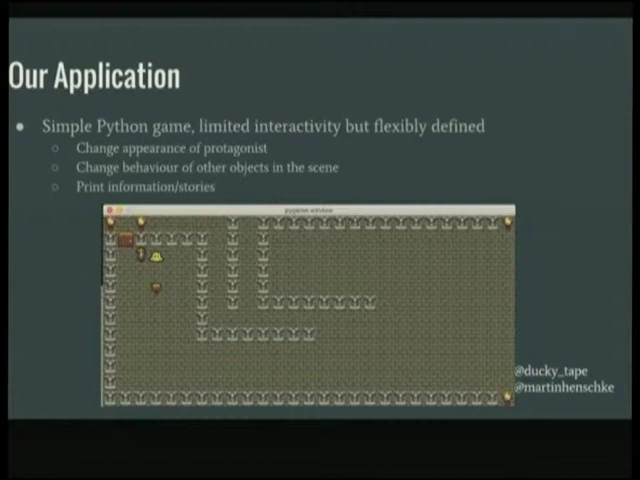 Our Application
● Simple Python game, limited interactivity but flexibly defined
○ Change appearance of protagonist
○ Change behaviour of other objects in the scene
○ Print information/stories
pygame window
@ducky_tape
@martinhenschke